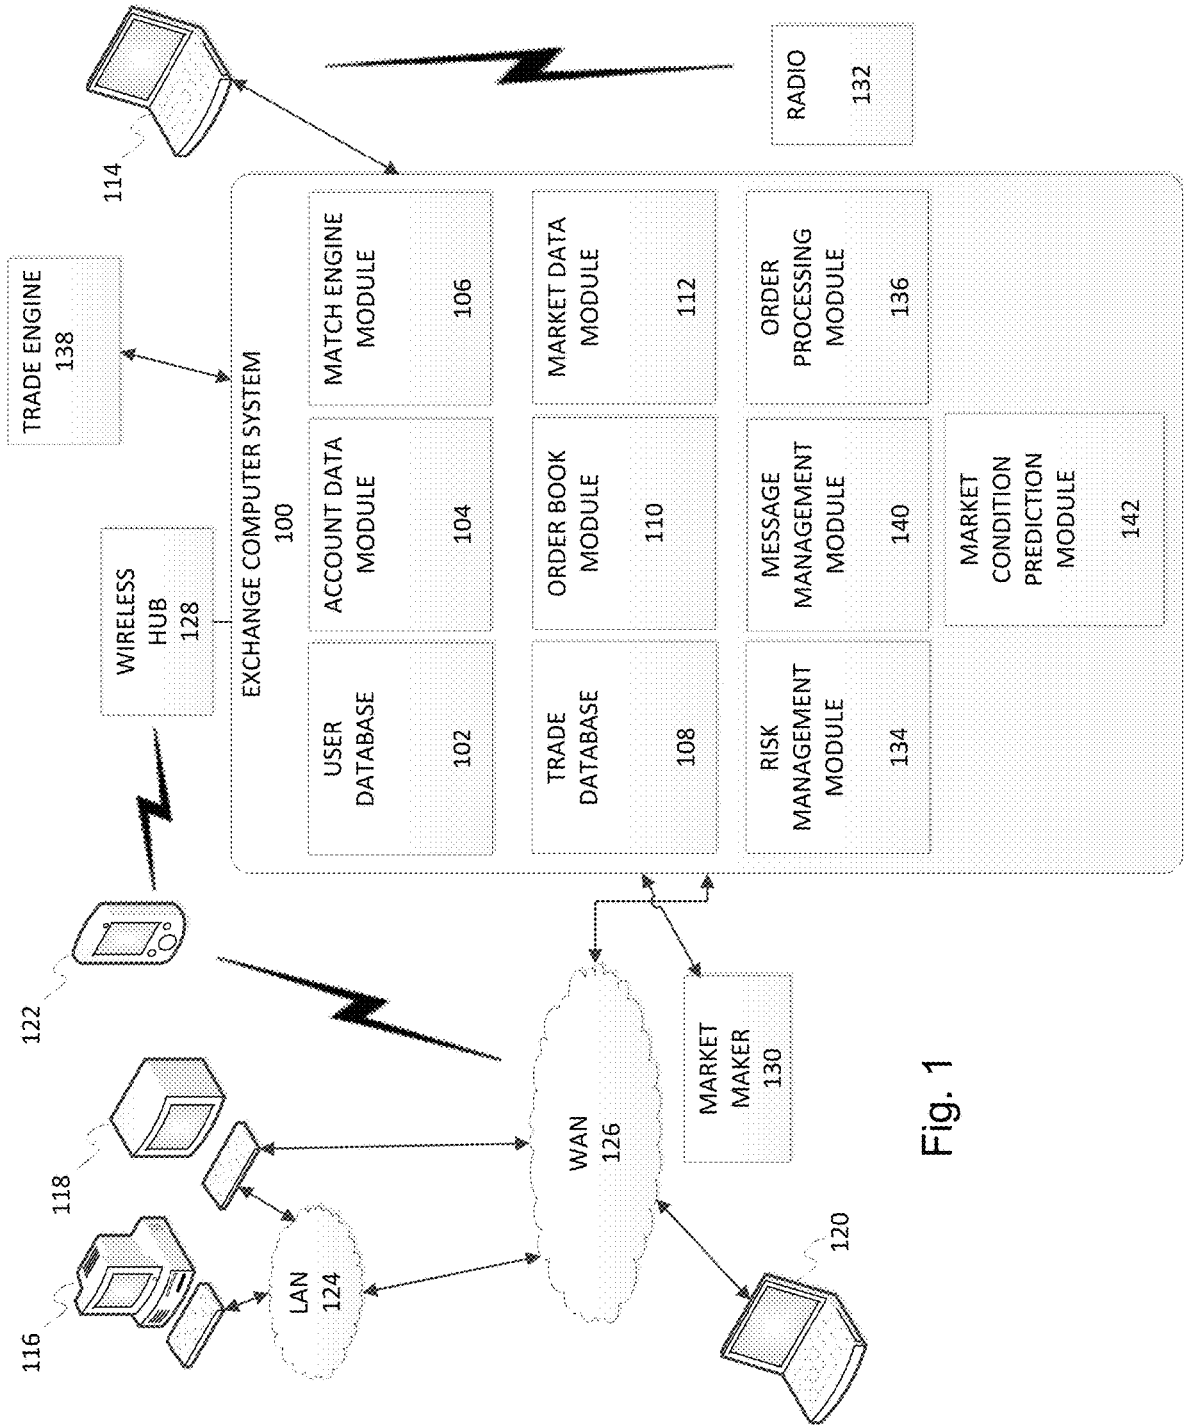 116
118
122
LAN
124
WAN
126
120
MARKET
MAKER
130
WIRELESS
HUB
128
TRADE ENGINE
138
114
RADIO
132
EXCHANGE COMPUTER SYSTEM
100
USER
DATABASE
102
ACCOUNT DATA
MODULE
104
MATCH ENGINE
MODULE
106
TRADE
DATABASE
108
ORDER BOOK
MODULE
110
MARKET DATA
MODULE
112
RISK
MANAGEMENT
MODULE
134
MESSAGE
MANAGEMENT
MODULE
140
ORDER
PROCESSING
MODULE
136
MARKET
CONDITION
PREDICTION
MODULE
142
Fig. 1